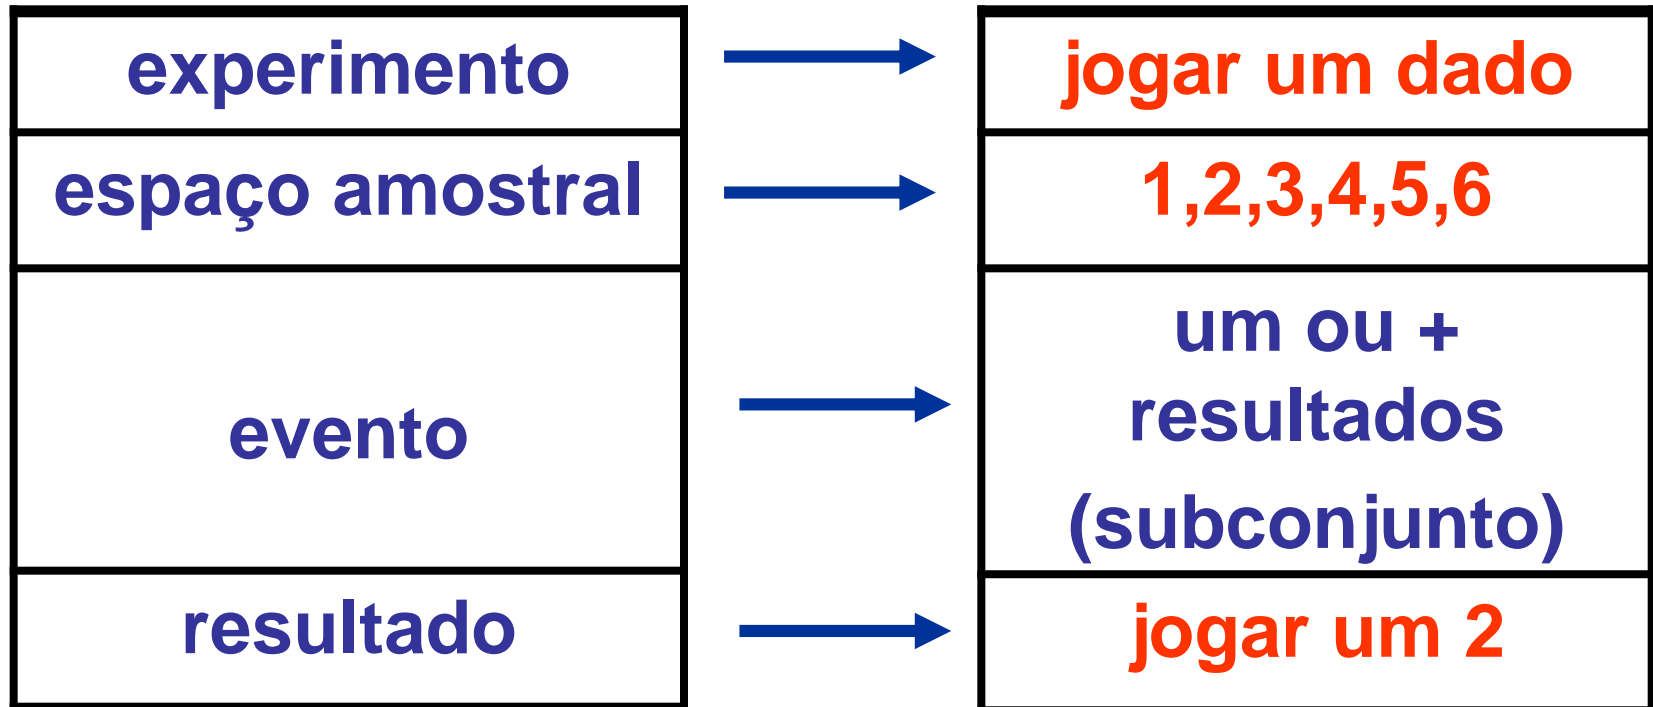 experimento
jogar um dado
espaço amostral
1,2,3,4,5,6
evento
um ou +
resultados
(subconjunto)
resultado
jogar um 2